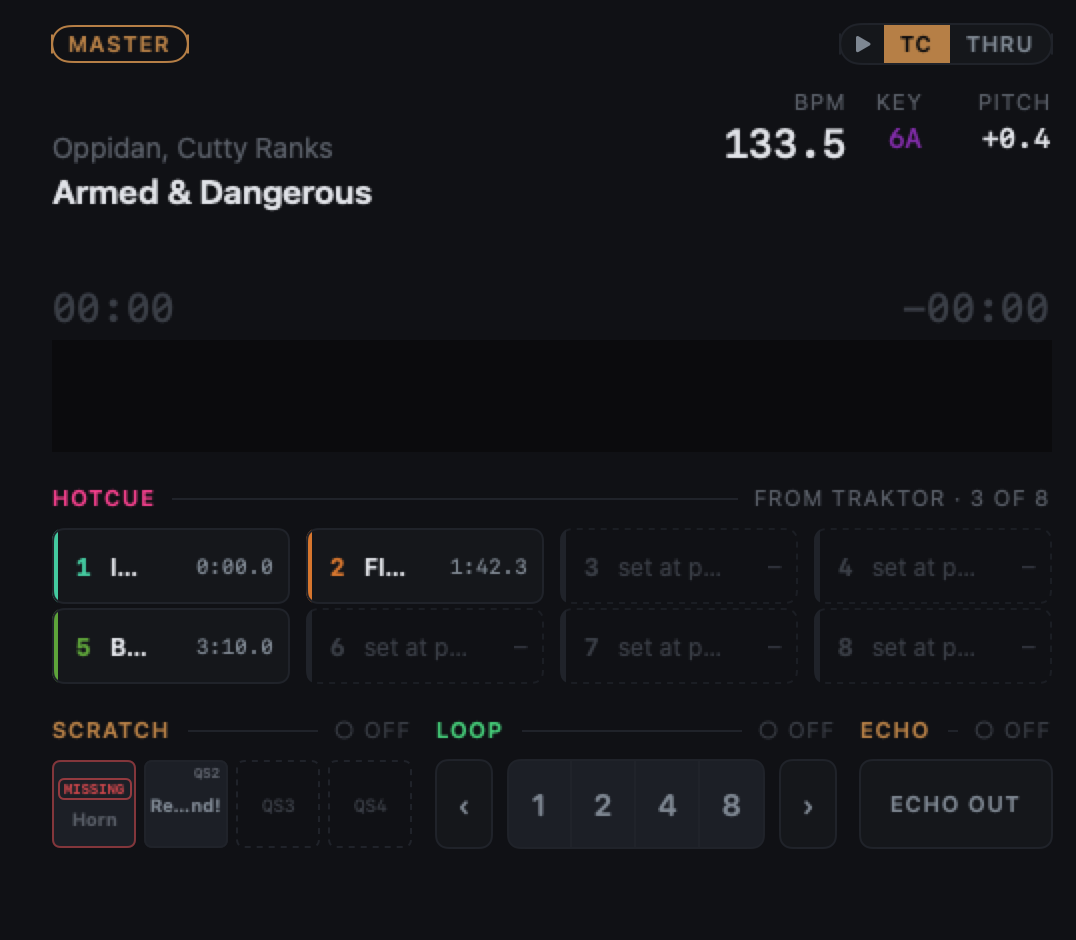 MASTER
TC THRU
BPM KEY PITCH
133.5 6A +0.4
Oppidan, Cutty Ranks
Armed & Dangerous
00:00 −00:00
HOTCUE FROM TRAKTOR · 3 OF 8
1 I... 0:00.0 2 Fl... 1:42.3 3 set at p... – 4 set at p... –
5 B... 3:10.0 6 set at p... – 7 set at p... – 8 set at p... –
SCRATCH OFF LOOP OFF ECHO OFF
MISSING
Horn
QS2
Re...nd!
QS3
QS4
‹ 1 2 4 8 ›
ECHO OUT